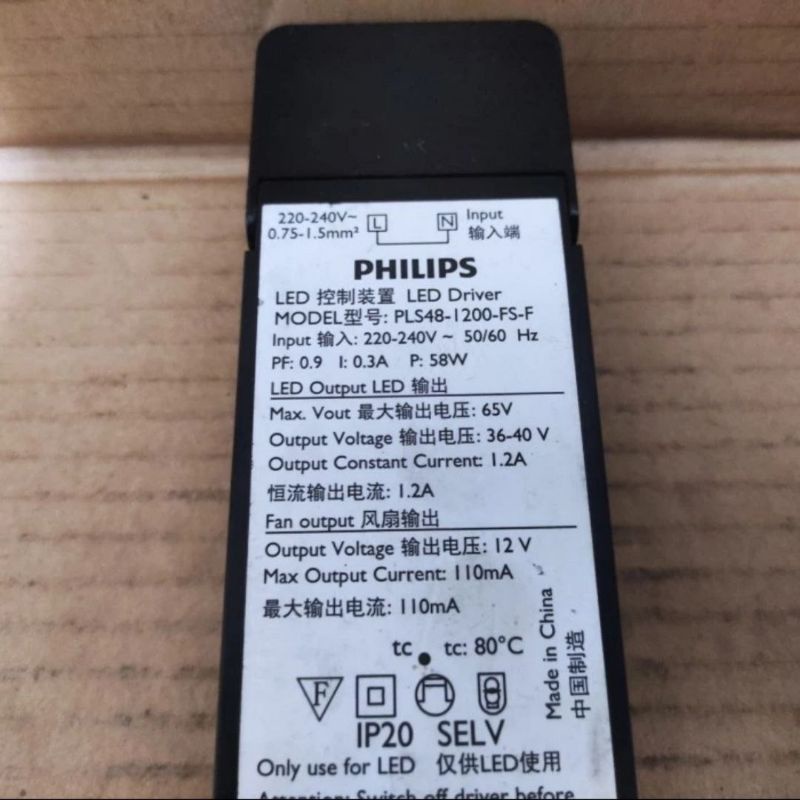 220-240V~ L N Input
0.75-1.5mm² 输入端
PHILIPS
LED 控制装置 LED Driver
MODEL型号: PLS48-1200-FS-F
Input 输入: 220-240V ~ 50/60 Hz
PF: 0.9 I: 0.3A P: 58W
LED Output LED 输出
Max. Vout 最大输出电压: 65V
Output Voltage 输出电压: 36-40 V
Output Constant Current: 1.2A
恒流输出电流: 1.2A
Fan output 风扇输出
Output Voltage 输出电压: 12 V
Max Output Current: 110mA
最大输出电流: 110mA
tc tc: 80°C
Made in China
中国制造
F
IP20 SELV
Only use for LED 仅供LED使用
Attention: Switch off driver before